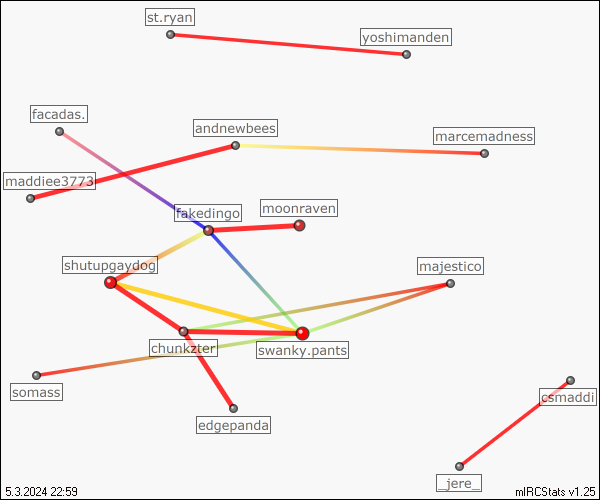 st.ryan
yoshimanden
facadas.
andnewbees
marcemadness
maddiee3773
fakedingo
moonraven
shutupgaydog
majestico
chunkzter
swanky.pants
somass
csmaddi
edgepanda
_jere_
5.3.2024 22:59
mIRCStats v1.25